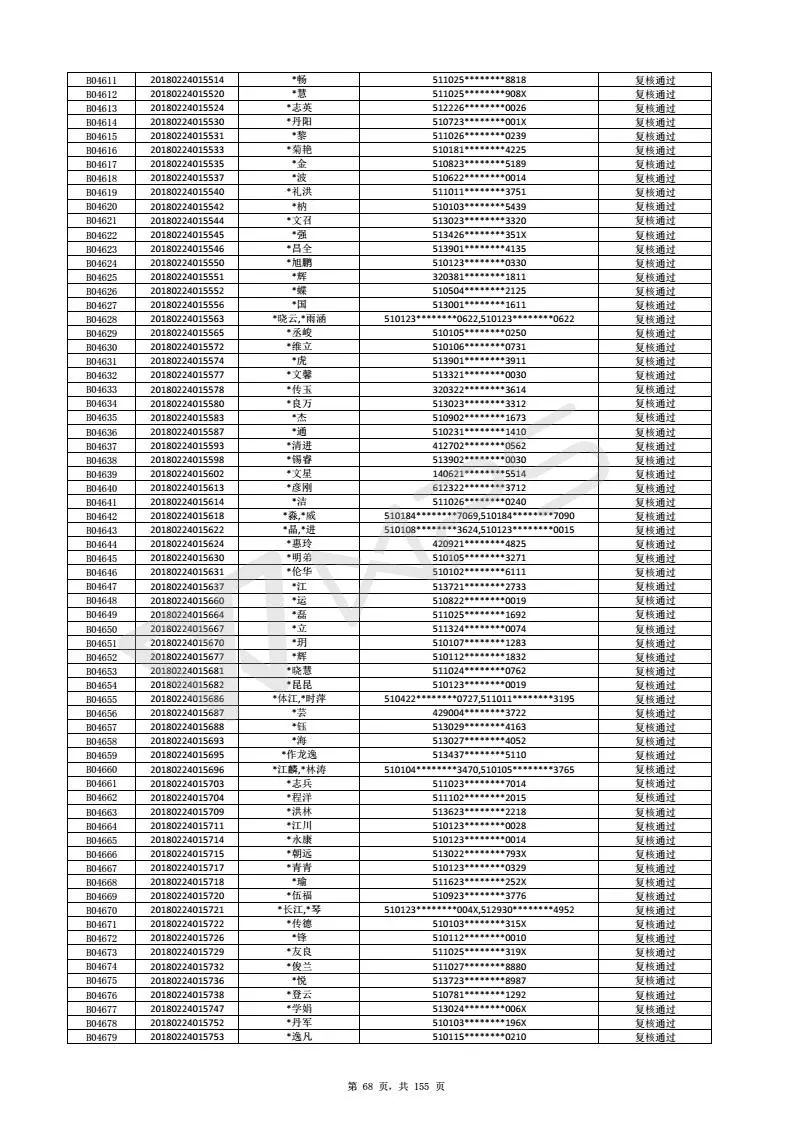 B04611 20180224015514 *畅 511025********8818 复核通过
B04612 20180224015520 *慧 511025********908X 复核通过
B04613 20180224015524 *志英 512226********0026 复核通过
B04614 20180224015530 *丹阳 510723********001X 复核通过
B04615 20180224015531 *黎 511026********0239 复核通过
B04616 20180224015533 *菊艳 510181********4225 复核通过
B04617 20180224015535 *金 510823********5189 复核通过
B04618 20180224015537 *波 510622********0014 复核通过
B04619 20180224015540 *礼洪 511011********3751 复核通过
B04620 20180224015542 *枘 510103********5439 复核通过
B04621 20180224015544 *文召 513023********3320 复核通过
B04622 20180224015545 *强 513426********351X 复核通过
B04623 20180224015546 *昌全 513901********4135 复核通过
B04624 20180224015550 *旭鹏 510123********0330 复核通过
B04625 20180224015551 *辉 320381********1811 复核通过
B04626 20180224015552 *蝶 510504********2125 复核通过
B04627 20180224015556 *国 513001********1611 复核通过
B04628 20180224015563 *晓云,*雨涵 510123********0622,510123********0622 复核通过
B04629 20180224015565 *丞峻 510105********0250 复核通过
B04630 20180224015572 *维立 510106********0731 复核通过
B04631 20180224015574 *虎 513901********3911 复核通过
B04632 20180224015577 *文馨 513321********0030 复核通过
B04633 20180224015578 *传玉 320322********3614 复核通过
B04634 20180224015580 *良万 513023********3312 复核通过
B04635 20180224015583 *杰 510902********1673 复核通过
B04636 20180224015587 *通 510231********1410 复核通过
B04637 20180224015593 *清进 412702********0562 复核通过
B04638 20180224015598 *锡睿 513902********0030 复核通过
B04639 20180224015602 *文星 140621********5514 复核通过
B04640 20180224015613 *彦刚 612322********3712 复核通过
B04641 20180224015614 *洁 511026********0240 复核通过
B04642 20180224015618 *淼,*威 510184********7069,510184********7090 复核通过
B04643 20180224015622 *晶,*进 510108********3624,510123********0015 复核通过
B04644 20180224015624 *惠玲 420921********4825 复核通过
B04645 20180224015630 *明弟 510105********3271 复核通过
B04646 20180224015631 *伦华 510102********6111 复核通过
B04647 20180224015637 *江 513721********2733 复核通过
B04648 20180224015660 *运 510822********0019 复核通过
B04649 20180224015664 *磊 511025********1692 复核通过
B04650 20180224015667 *立 511324********0074 复核通过
B04651 20180224015670 *玥 510107********1283 复核通过
B04652 20180224015677 *辉 510112********1832 复核通过
B04653 20180224015681 *晓慧 511024********0762 复核通过
B04654 20180224015682 *昆昆 510123********0019 复核通过
B04655 20180224015686 *体江,*时萍 510422********0727,511011********3195 复核通过
B04656 20180224015687 *芸 429004********3722 复核通过
B04657 20180224015688 *钰 513029********4163 复核通过
B04658 20180224015693 *海 513027********4052 复核通过
B04659 20180224015695 *作龙逸 513437********5110 复核通过
B04660 20180224015696 *江麟,*林涛 510104********3470,510105********3765 复核通过
B04661 20180224015703 *志兵 511023********7014 复核通过
B04662 20180224015704 *程洋 511102********2015 复核通过
B04663 20180224015709 *洪林 513623********2218 复核通过
B04664 20180224015711 *江川 510123********0028 复核通过
B04665 20180224015714 *永康 510123********0014 复核通过
B04666 20180224015715 *朝远 513022********793X 复核通过
B04667 20180224015717 *青青 510123********0329 复核通过
B04668 20180224015718 *瑜 511623********252X 复核通过
B04669 20180224015720 *伍福 510923********3776 复核通过
B04670 20180224015721 *长江,*琴 510123********004X,512930********4952 复核通过
B04671 20180224015722 *传德 510103********315X 复核通过
B04672 20180224015726 *锋 510112********0010 复核通过
B04673 20180224015729 *友良 511025********319X 复核通过
B04674 20180224015732 *俊兰 511027********8880 复核通过
B04675 20180224015736 *悦 513723********8987 复核通过
B04676 20180224015738 *登云 510781********1292 复核通过
B04677 20180224015747 *学娟 513024********006X 复核通过
B04678 20180224015752 *丹军 510103********196X 复核通过
B04679 20180224015753 *逸凡 510115********0210 复核通过
WPS
第 68 页，共 155 页